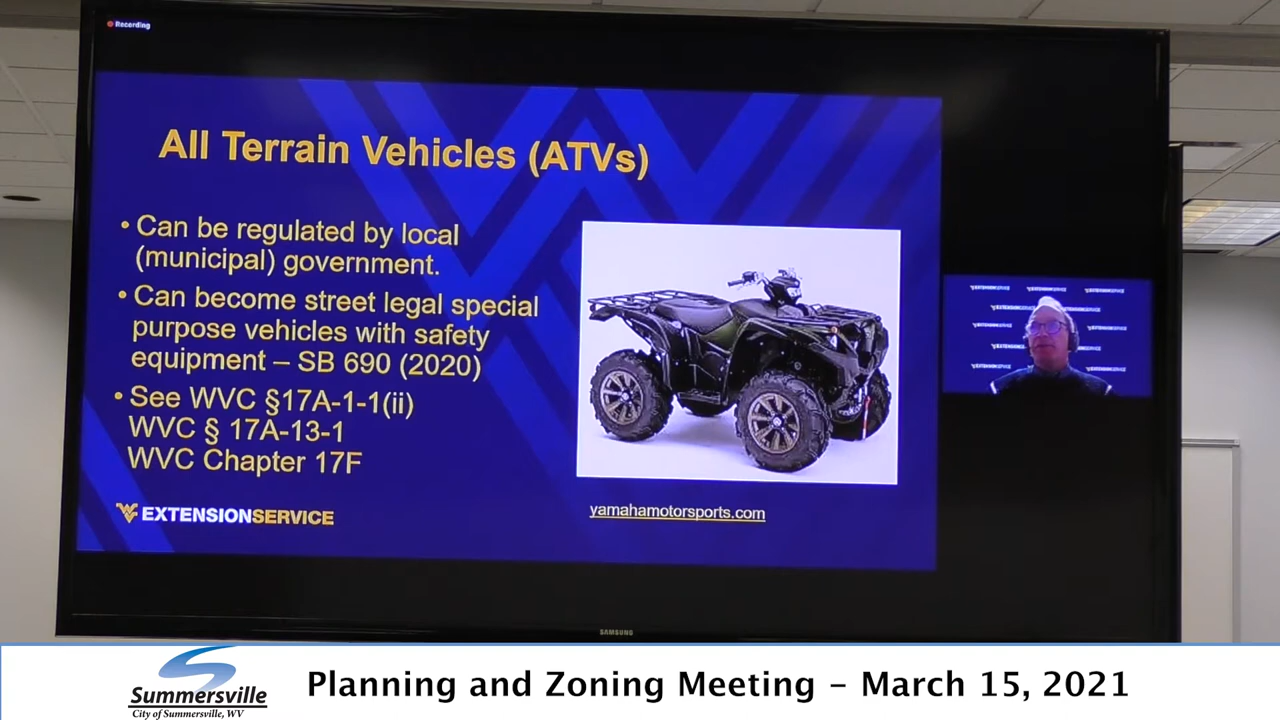 Recording
All Terrain Vehicles (ATVs)
• Can be regulated by local
(municipal) government.
• Can become street legal special
purpose vehicles with safety
equipment – SB 690 (2020)
• See WVC §17A-1-1(ii)
WVC § 17A-13-1
WVC Chapter 17F
WV EXTENSIONSERVICE
yamahamotorsports.com
SAMSUNG
Summersville
City of Summersville, WV
Planning and Zoning Meeting – March 15, 2021